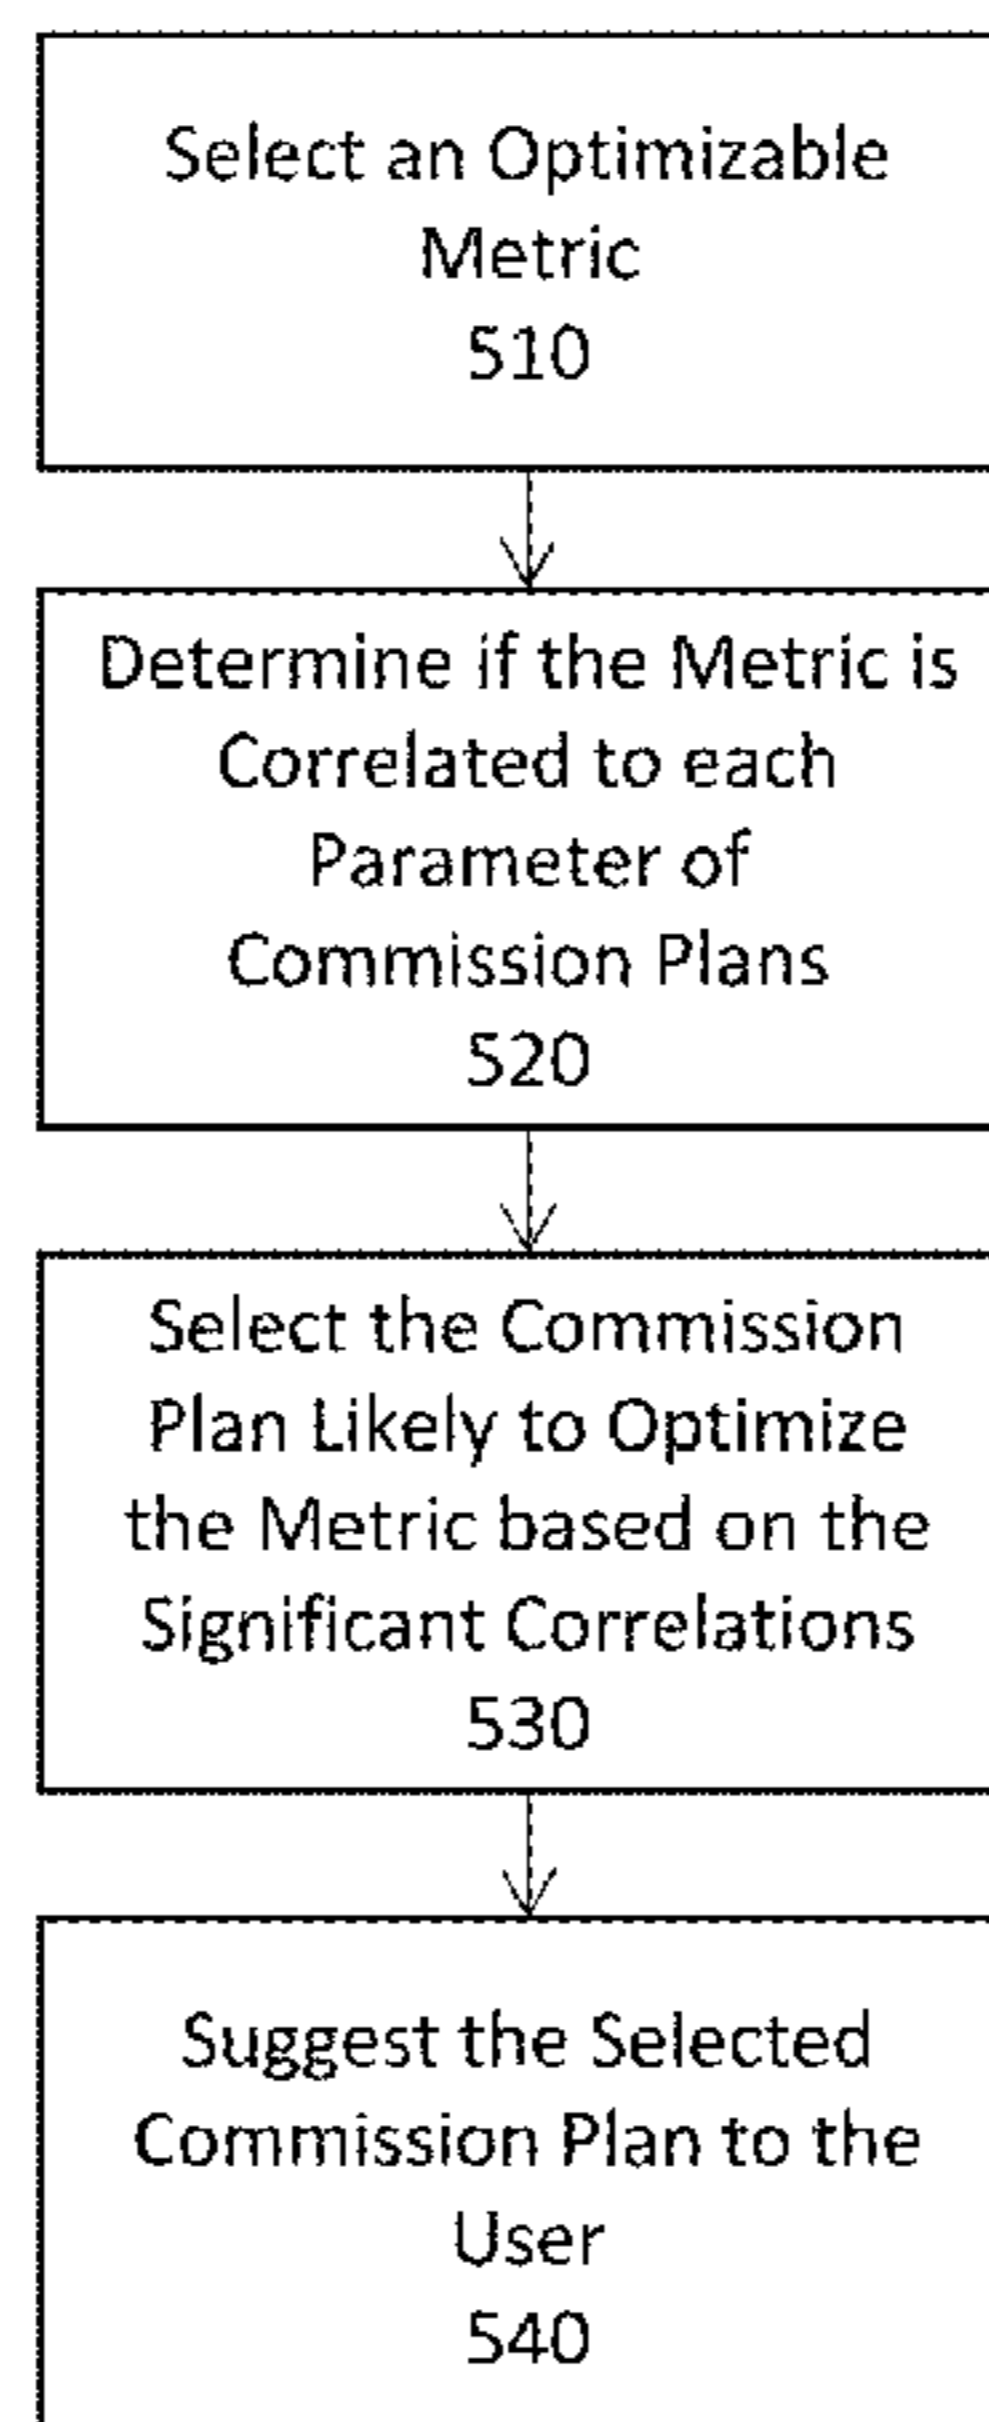 Select an Optimizable
Metric
510
Determine if the Metric is
Correlated to each
Parameter of
Commission Plans
520
Select the Commission
Plan Likely to Optimize
the Metric based on the
Significant Correlations
530
Suggest the Selected
Commission Plan to the
User
540